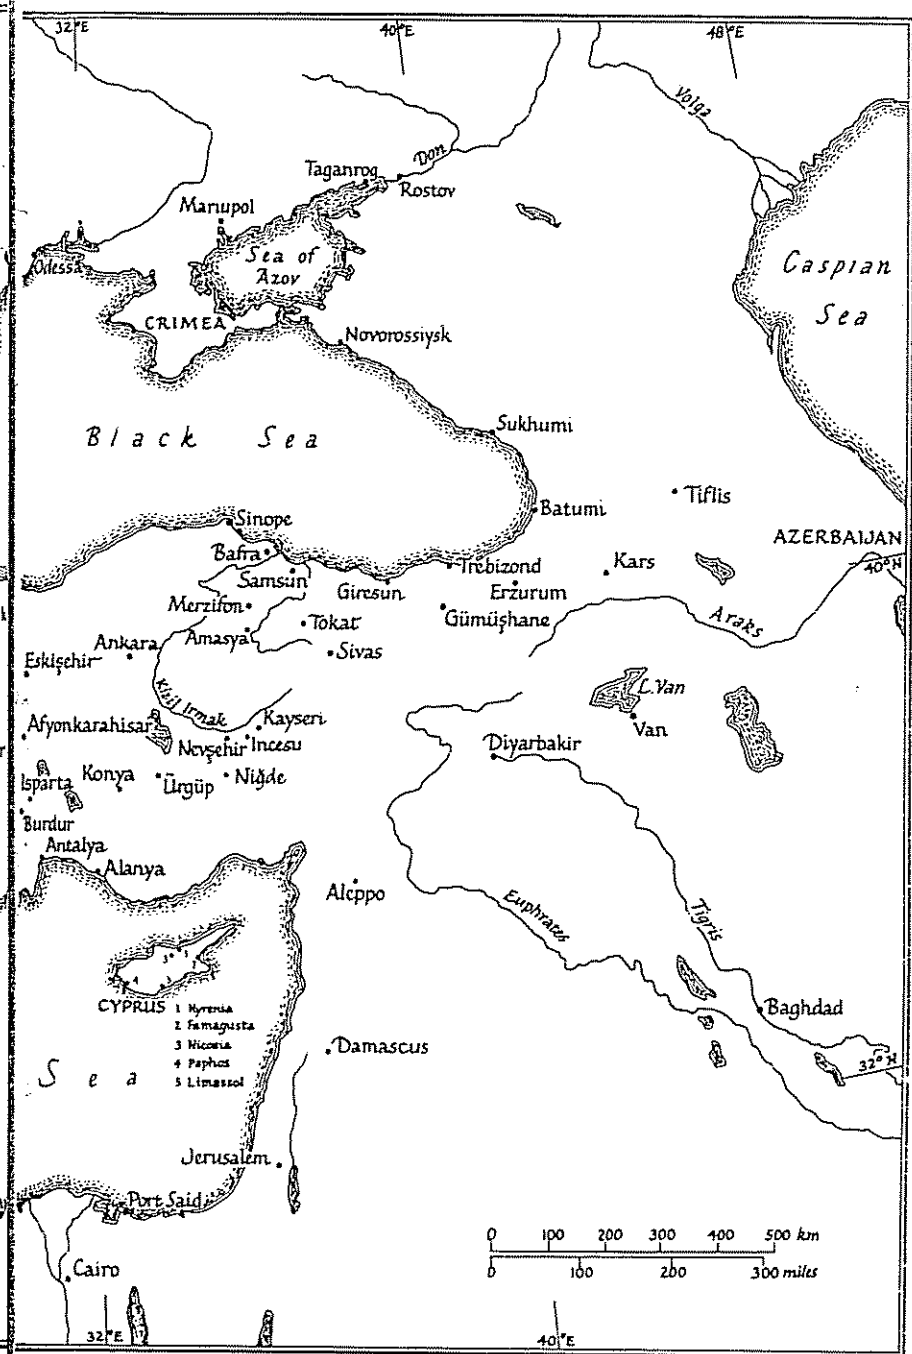 32°E
40°E
48°E
Volga
Don
Taganrog
Rostov
Mariupol
Sea of
Azov
Odessa
Caspian
Sea
CRIMEA
Novorossiysk
Black Sea
Sukhumi
Tiflis
Batumi
Sinope
AZERBAIJAN
Bafra
Trebizond
Kars
40°N
Samsun
Giresun
Erzurum
Merzifon
Gümüşhane
Araks
Tokat
Amasya
Ankara
Sivas
Eskişehir
L.Van
Kızıl Irmak
Afyonkarahisar
Kayseri
Van
Nevşehir
Incesu
Diyarbakir
Isparta
Konya
Ürgüp
Niğde
Burdur
Antalya
Alanya
Aleppo
Euphrates
Tigris
CYPRUS
1 Kyrenia
2 Famagusta
3 Nicosia
4 Paphos
5 Limassol
Baghdad
Damascus
32°N
Sea
Jerusalem
Port Said
0 100 200 300 400 500 km
0 100 200 300 miles
Cairo
32°E
40°E